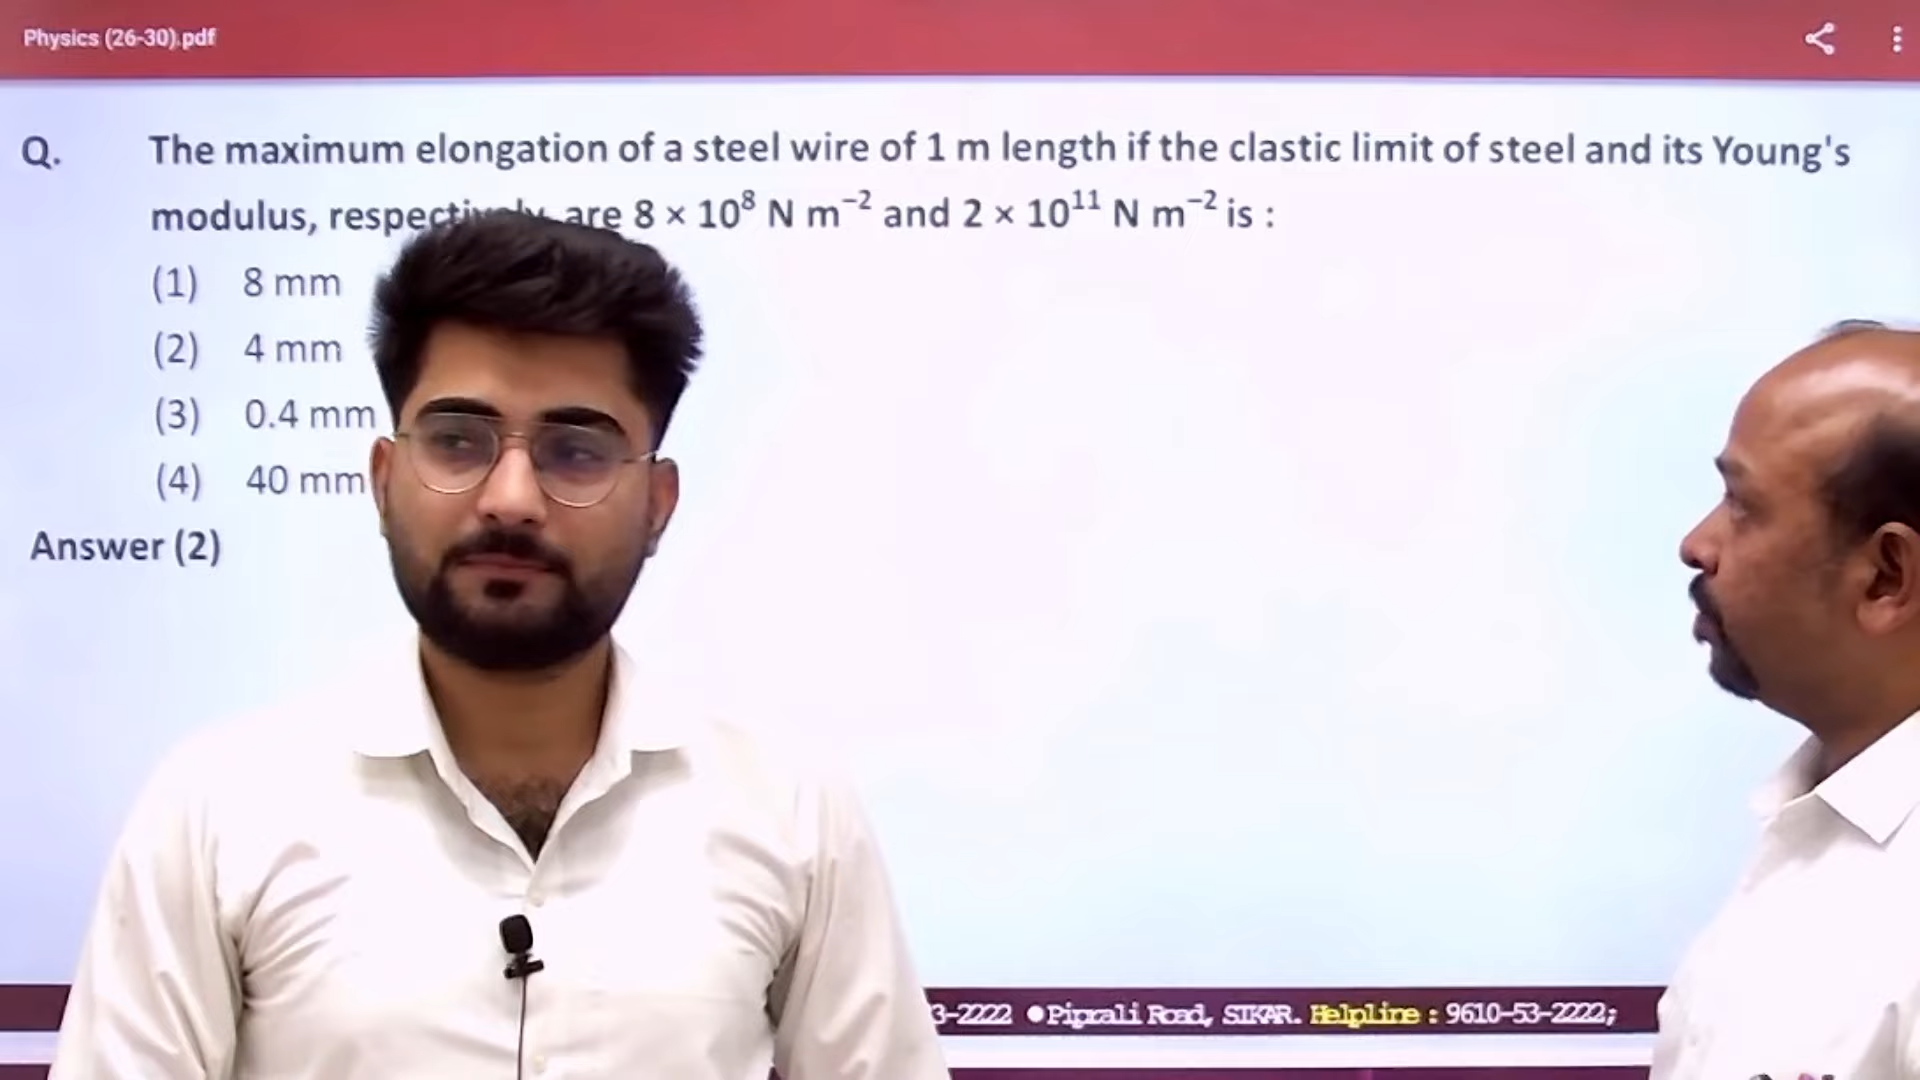 Physics (26-30).pdf
Q. The maximum elongation of a steel wire of 1 m length if the clastic limit of steel and its Young's
modulus, respectively, are 8 × 10⁸ N m⁻² and 2 × 10¹¹ N m⁻² is :
(1) 8 mm
(2) 4 mm
(3) 0.4 mm
(4) 40 mm
Answer (2)
3-2222 ●Piprali Road, SIKAR. Helpline : 9610-53-2222;